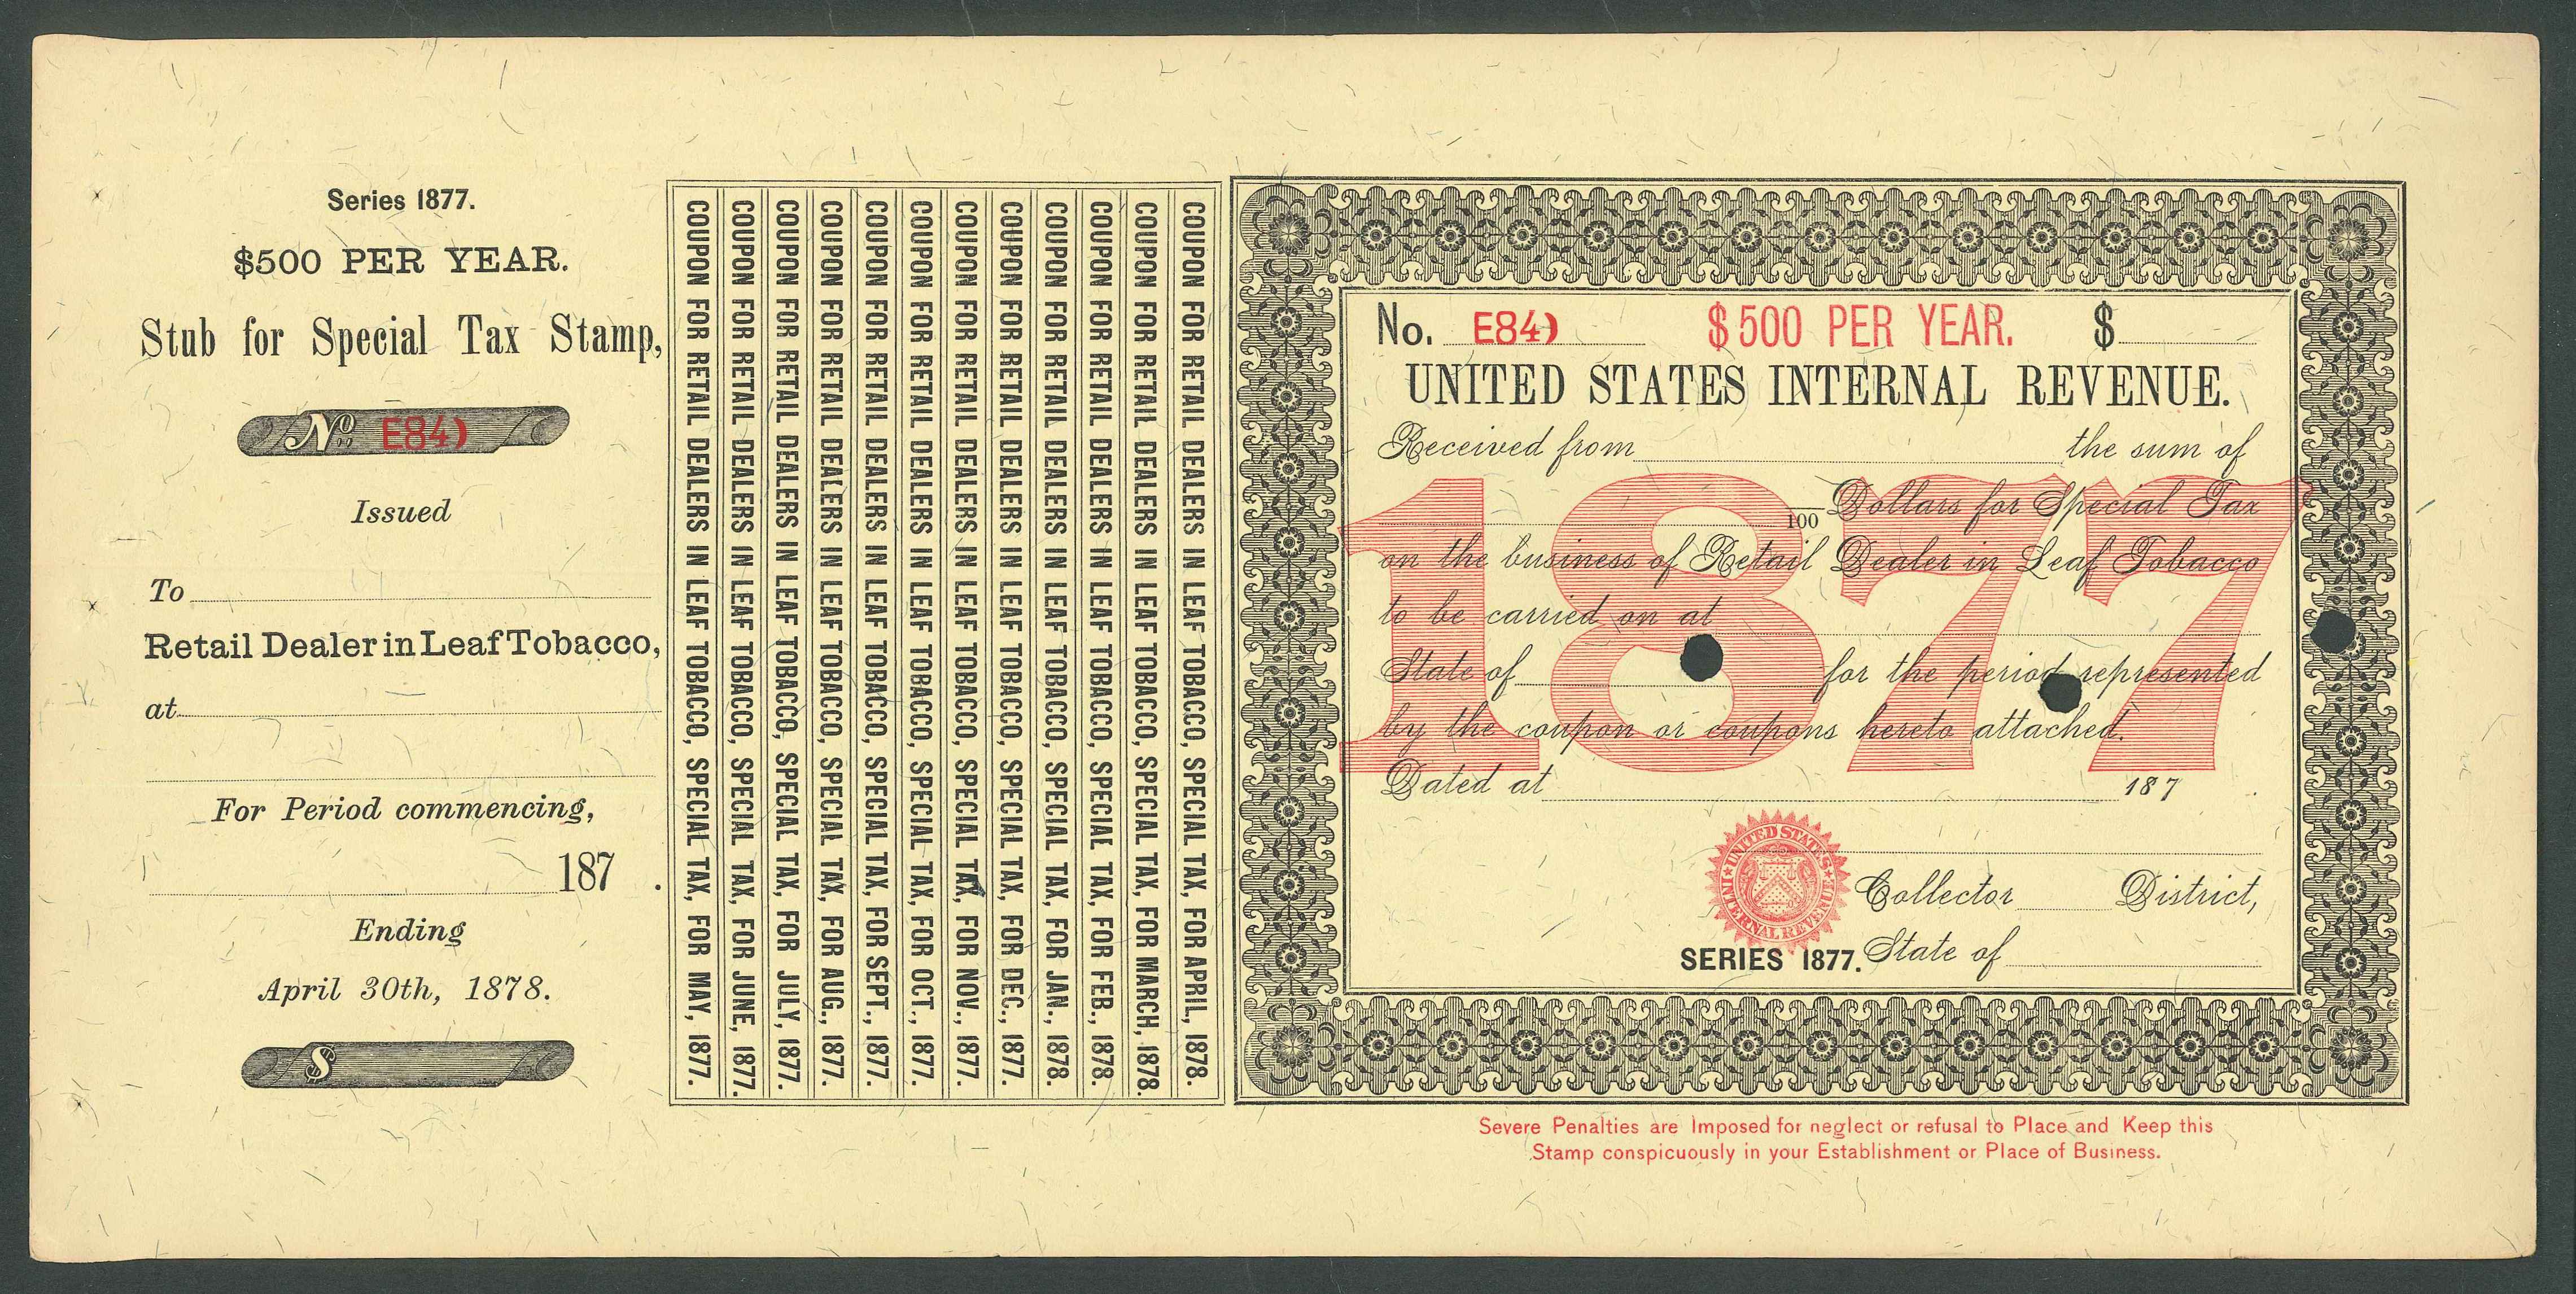 Series 1877.
$500 PER YEAR.
Stub for Special Tax Stamp,
No E84)
Issued
To
Retail Dealer in Leaf Tobacco,
at
For Period commencing,
187 .
Ending
April 30th, 1878.
$
COUPON FOR RETAIL DEALERS IN LEAF TOBACCO, SPECIAL TAX, FOR MAY, 1877.
COUPON FOR RETAIL DEALERS IN LEAF TOBACCO, SPECIAL TAX, FOR JUNE, 1877.
COUPON FOR RETAIL DEALERS IN LEAF TOBACCO, SPECIAL TAX, FOR JULY, 1877.
COUPON FOR RETAIL DEALERS IN LEAF TOBACCO, SPECIAL TAX, FOR AUG., 1877.
COUPON FOR RETAIL DEALERS IN LEAF TOBACCO, SPECIAL TAX, FOR SEPT., 1877.
COUPON FOR RETAIL DEALERS IN LEAF TOBACCO, SPECIAL TAX, FOR OCT., 1877.
COUPON FOR RETAIL DEALERS IN LEAF TOBACCO, SPECIAL TAX, FOR NOV., 1877.
COUPON FOR RETAIL DEALERS IN LEAF TOBACCO, SPECIAL TAX, FOR DEC., 1877.
COUPON FOR RETAIL DEALERS IN LEAF TOBACCO, SPECIAL TAX, FOR JAN., 1878.
COUPON FOR RETAIL DEALERS IN LEAF TOBACCO, SPECIAL TAX, FOR FEB., 1878.
COUPON FOR RETAIL DEALERS IN LEAF TOBACCO, SPECIAL TAX, FOR MARCH, 1878.
COUPON FOR RETAIL DEALERS IN LEAF TOBACCO, SPECIAL TAX, FOR APRIL, 1878.
No. E84) $500 PER YEAR. $
UNITED STATES INTERNAL REVENUE.
Received from the sum of
100 Dollars for Special Tax
on the business of Retail Dealer in Leaf Tobacco
to be carried on at
State of for the period represented
by the coupon or coupons hereto attached.
1877
Dated at 187
UNITED STATES INTERNAL REVENUE
Collector District,
SERIES 1877. State of
Severe Penalties are Imposed for neglect or refusal to Place and Keep this
Stamp conspicuously in your Establishment or Place of Business.